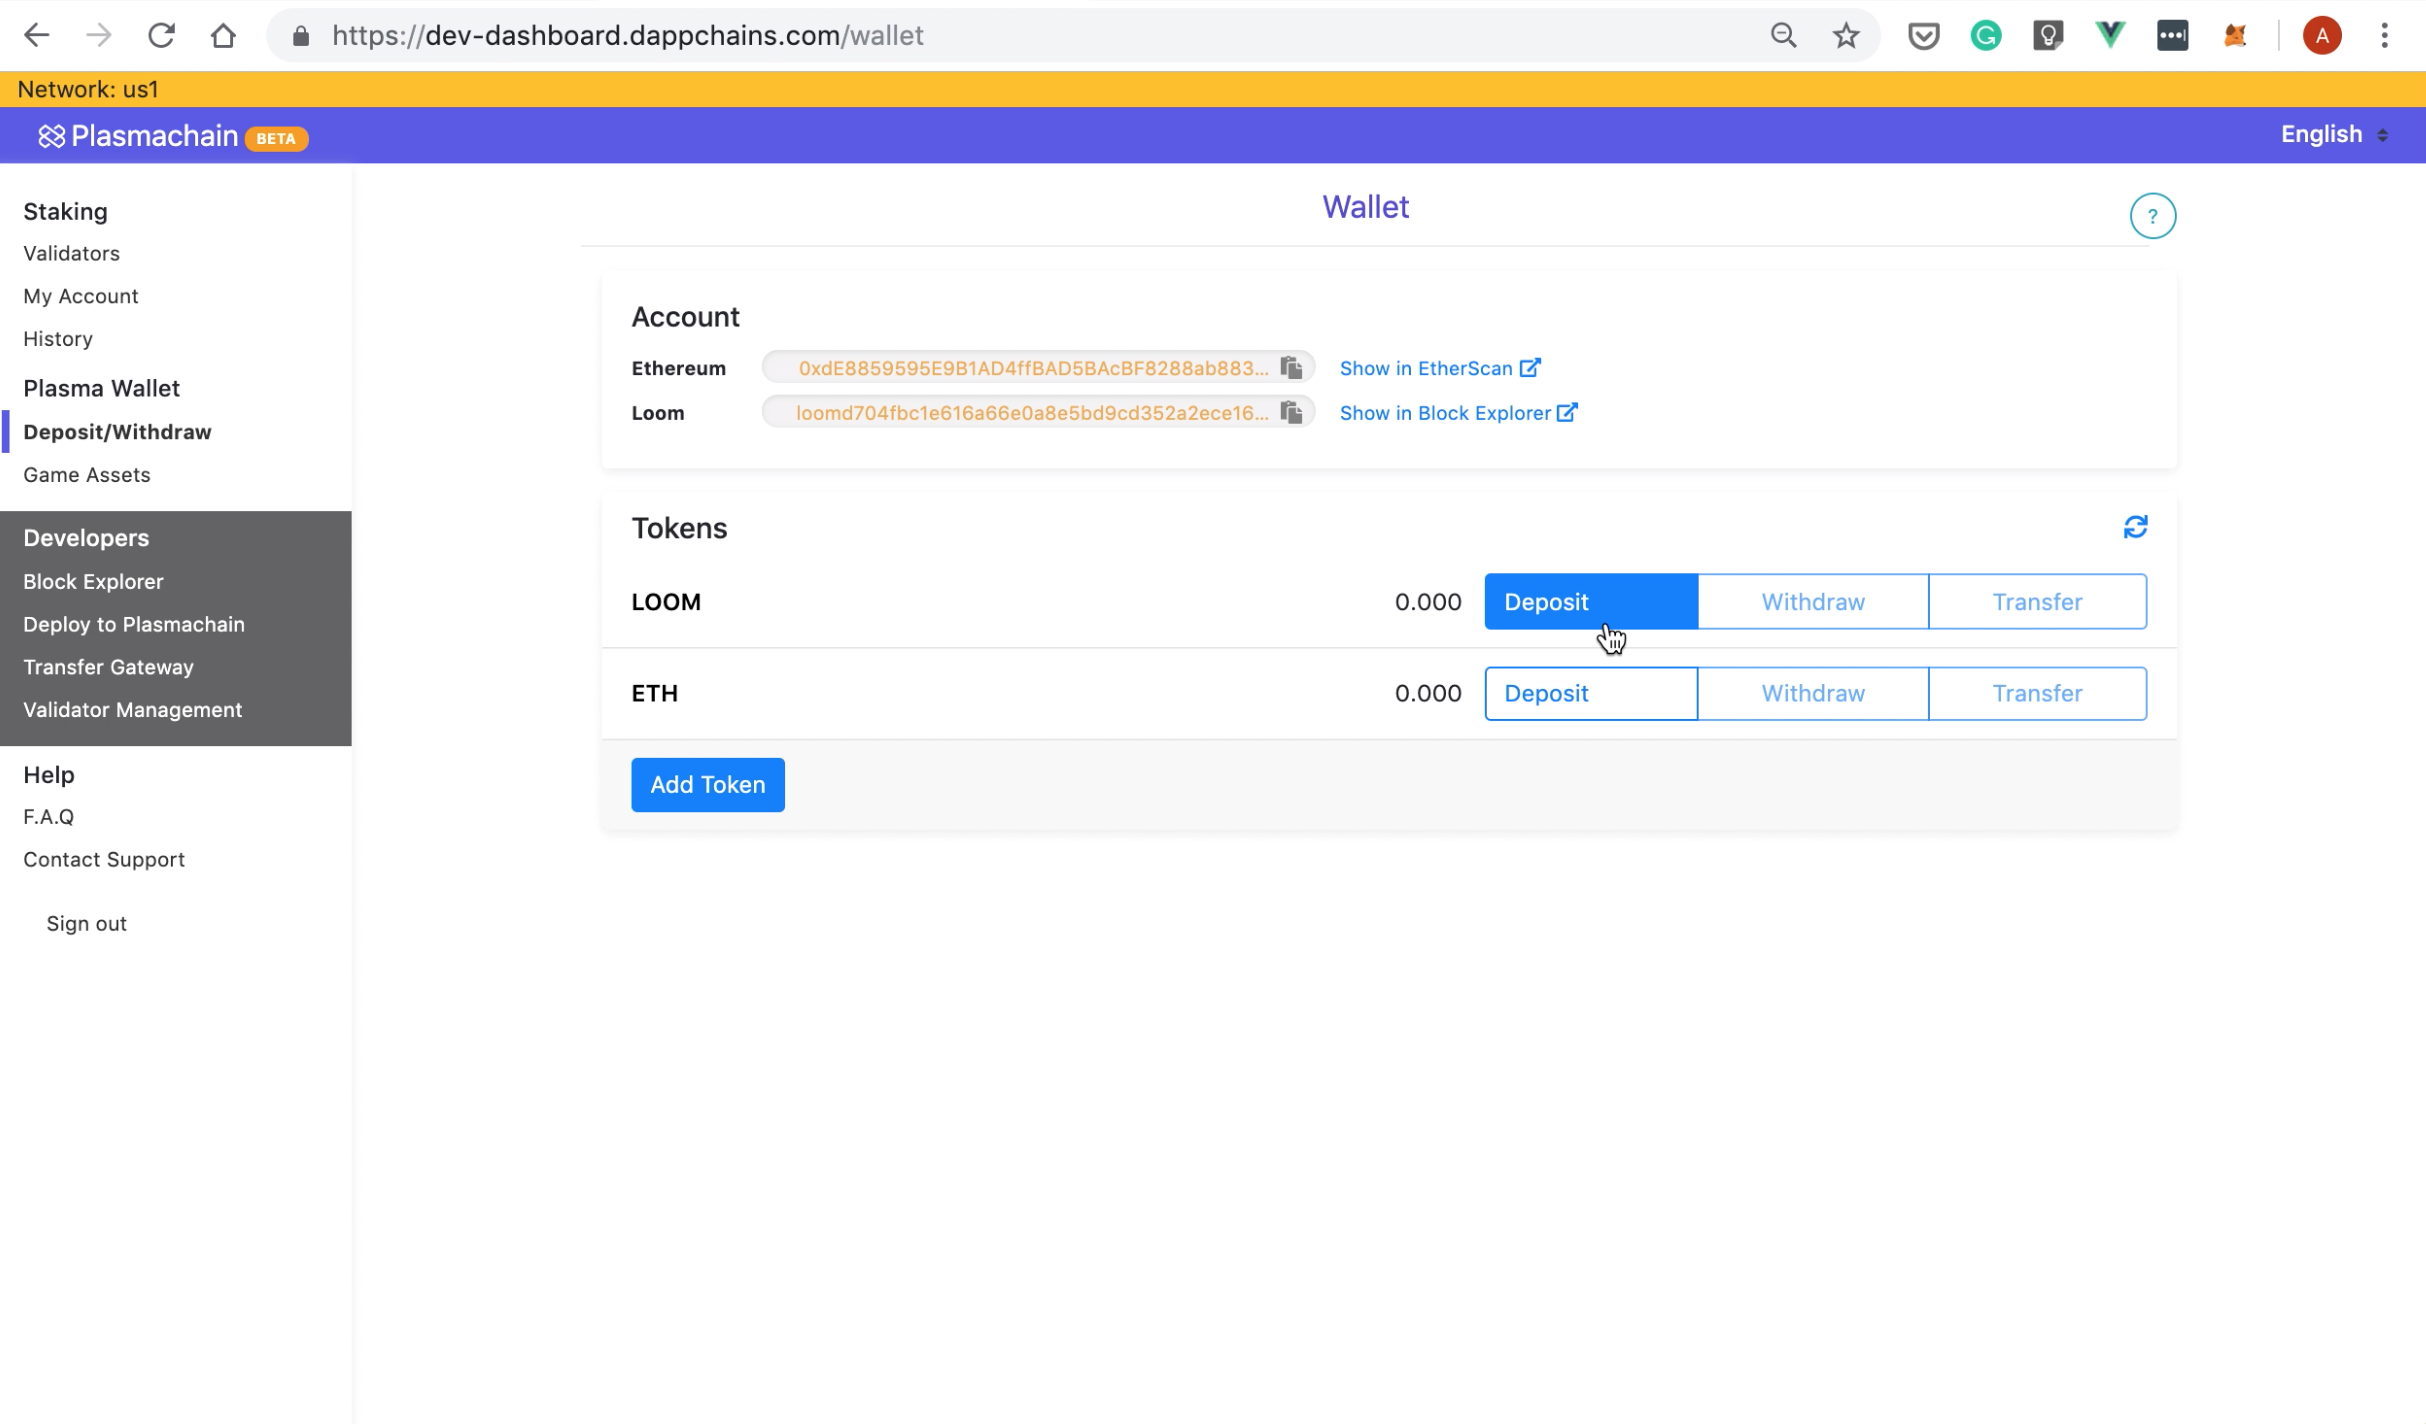 https://dev-dashboard.dappchains.com/wallet
A
Network: us1
Plasmachain BETA
English
Staking
Validators
My Account
History
Plasma Wallet
Deposit/Withdraw
Game Assets
Developers
Block Explorer
Deploy to Plasmachain
Transfer Gateway
Validator Management
Help
F.A.Q
Contact Support
Sign out
Wallet
?
Account
Ethereum 0xdE8859595E9B1AD4ffBAD5BAcBF8288ab883... Show in EtherScan
Loom loomd704fbc1e616a66e0a8e5bd9cd352a2ece16... Show in Block Explorer
Tokens
LOOM 0.000 Deposit Withdraw Transfer
ETH 0.000 Deposit Withdraw Transfer
Add Token